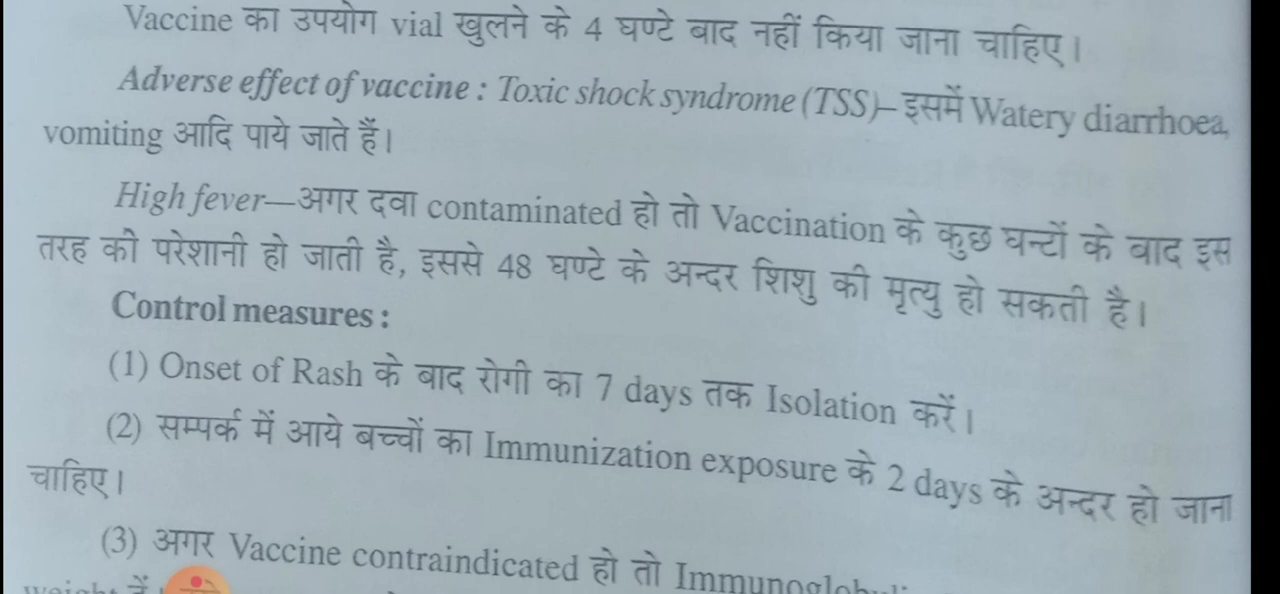 Vaccine का उपयोग vial खुलने के 4 घण्टे बाद नहीं किया जाना चाहिए।
Adverse effect of vaccine : Toxic shock syndrome (TSS)– इसमें Watery diarrhoea,
vomiting आदि पाये जाते हैं।
High fever—अगर दवा contaminated हो तो Vaccination के कुछ घन्टों के बाद इस
तरह की परेशानी हो जाती है, इससे 48 घण्टे के अन्दर शिशु की मृत्यु हो सकती है।
Control measures :
(1) Onset of Rash के बाद रोगी का 7 days तक Isolation करें।
(2) सम्पर्क में आये बच्चों का Immunization exposure के 2 days के अन्दर हो जाना
चाहिए।
(3) अगर Vaccine contraindicated हो तो